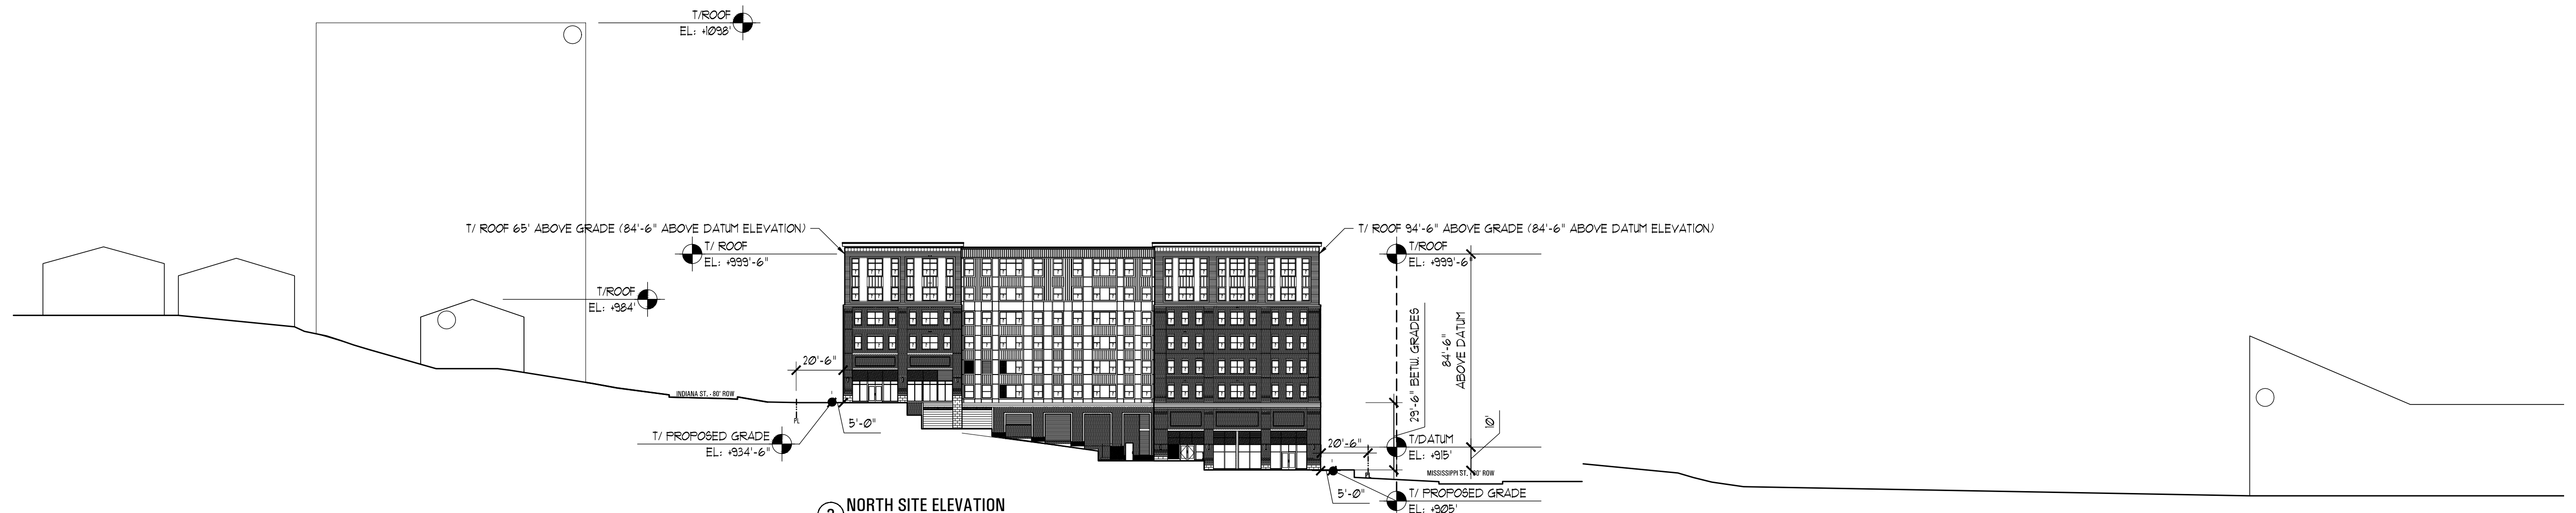 T/ROOF
EL: +1098'
T/ ROOF 65' ABOVE GRADE (84'-6" ABOVE DATUM ELEVATION)
T/ ROOF 94'-6" ABOVE GRADE (84'-6" ABOVE DATUM ELEVATION)
T/ ROOF
EL: +999'-6"
T/ROOF
EL: +999'-6"
T/ROOF
EL: +984'
29'-6" BETW. GRADES
84'-6"
ABOVE DATUM
20'-6"
INDIANA ST. - 80' ROW
PL
5'-0"
10'
T/ PROPOSED GRADE
EL: +934'-6"
20'-6"
T/DATUM
EL: +915'
MISSISSIPPI ST. 80' ROW
PL
5'-0"
T/ PROPOSED GRADE
EL: +905'
2 NORTH SITE ELEVATION